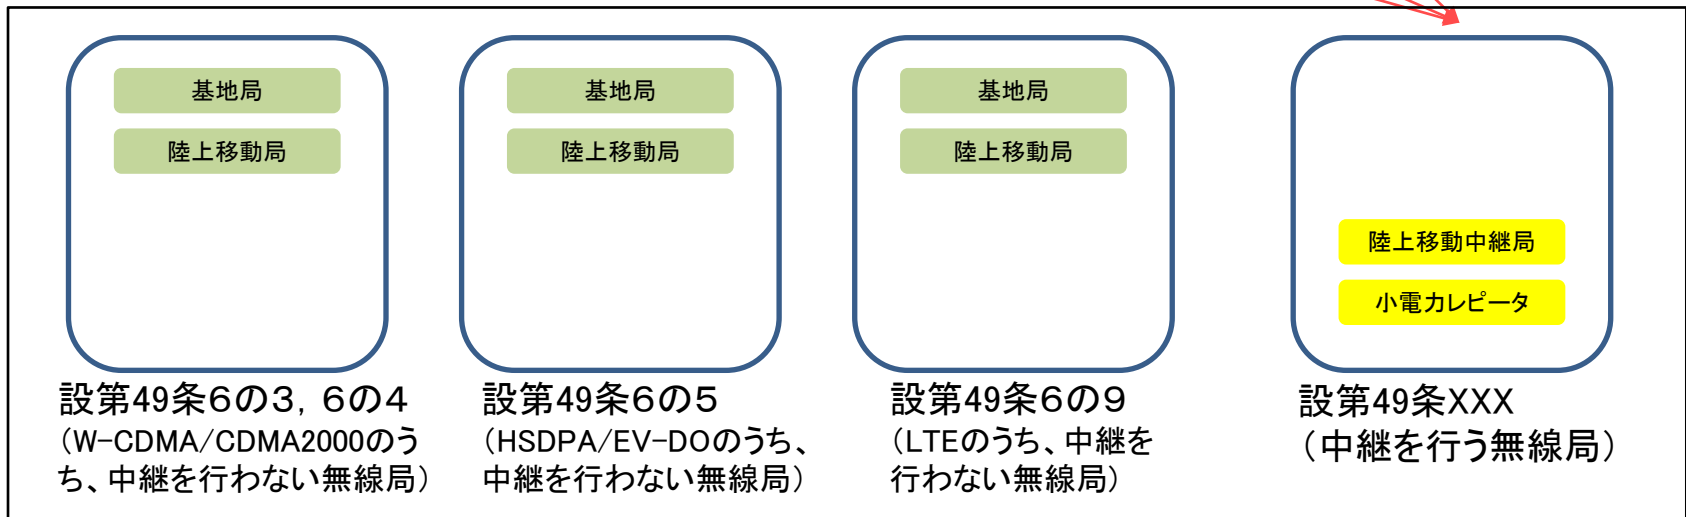 基地局
陸上移動局
設第49条6の3，6の4
（W-CDMA/CDMA2000のう
ち、中継を行わない無線局）
基地局
陸上移動局
設第49条6の5
（HSDPA/EV-DOのうち、
中継を行わない無線局）
基地局
陸上移動局
設第49条6の9
（LTEのうち、中継を
行わない無線局）
陸上移動中継局
小電力レピータ
設第49条XXX
（中継を行う無線局）